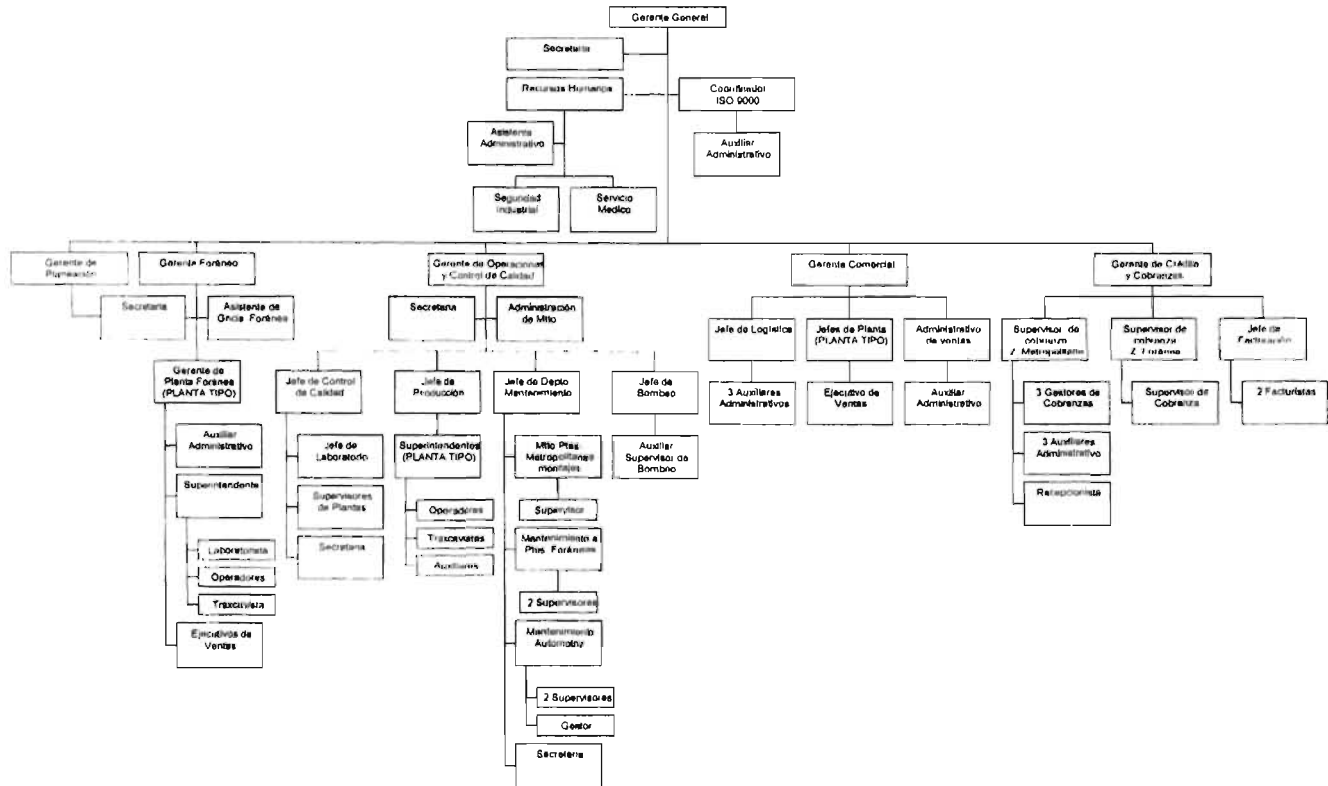 Gerente General
Secretaria
Recursos Humanos
Coordinador
ISO 9000
Asistente
Administrativo
Auxiliar
Administrativo
Seguridad
Industrial
Servicio
Medico
Gerente de
Planeación
Gerente Foráneo
Gerente de Operaciones
y Control de Calidad
Gerente Comercial
Gerente de Crédito
y Cobranzas
Secretaria
Asistente de
Gncia. Foránea
Secretaria
Administración
de Mtto
Jefe de Logística
Jefes de Planta
(PLANTA TIPO)
Administrativo
de ventas
Supervisor de
cobranza
Z. Metropolitana
Supervisor de
cobranza
Z. Foránea
Jefe de
Facturación
Gerente de
Planta Foránea
(PLANTA TIPO)
Jefe de Control
de Calidad
Jefe de
Producción
Jefe de Depto
Mantenimiento
Jefe de
Bombeo
3 Auxiliares
Administrativos
Ejecutivo de
Ventas
Auxiliar
Administrativo
3 Gestores de
Cobranzas
Supervisor de
Cobranza
2 Facturistas
Auxiliar
Administrativo
Jefe de
Laboratorio
Superintendentes
(PLANTA TIPO)
Mtto Ptas
Metropolitanas
montajes
Auxiliar
Supervisor de
Bombeo
3 Auxiliares
Administrativo
Superintendente
Supervisores
de Plantas
Operadores
Supervisor
Recepcionista
Laboratorista
Secretaria
Traxcavistas
Mantenimiento a
Ptas. Foráneas
Operadores
Auxiliares
Traxcavista
2 Supervisores
Ejecutivos de
Ventas
Mantenimiento
Automotriz
2 Supervisores
Gestor
Secretaria